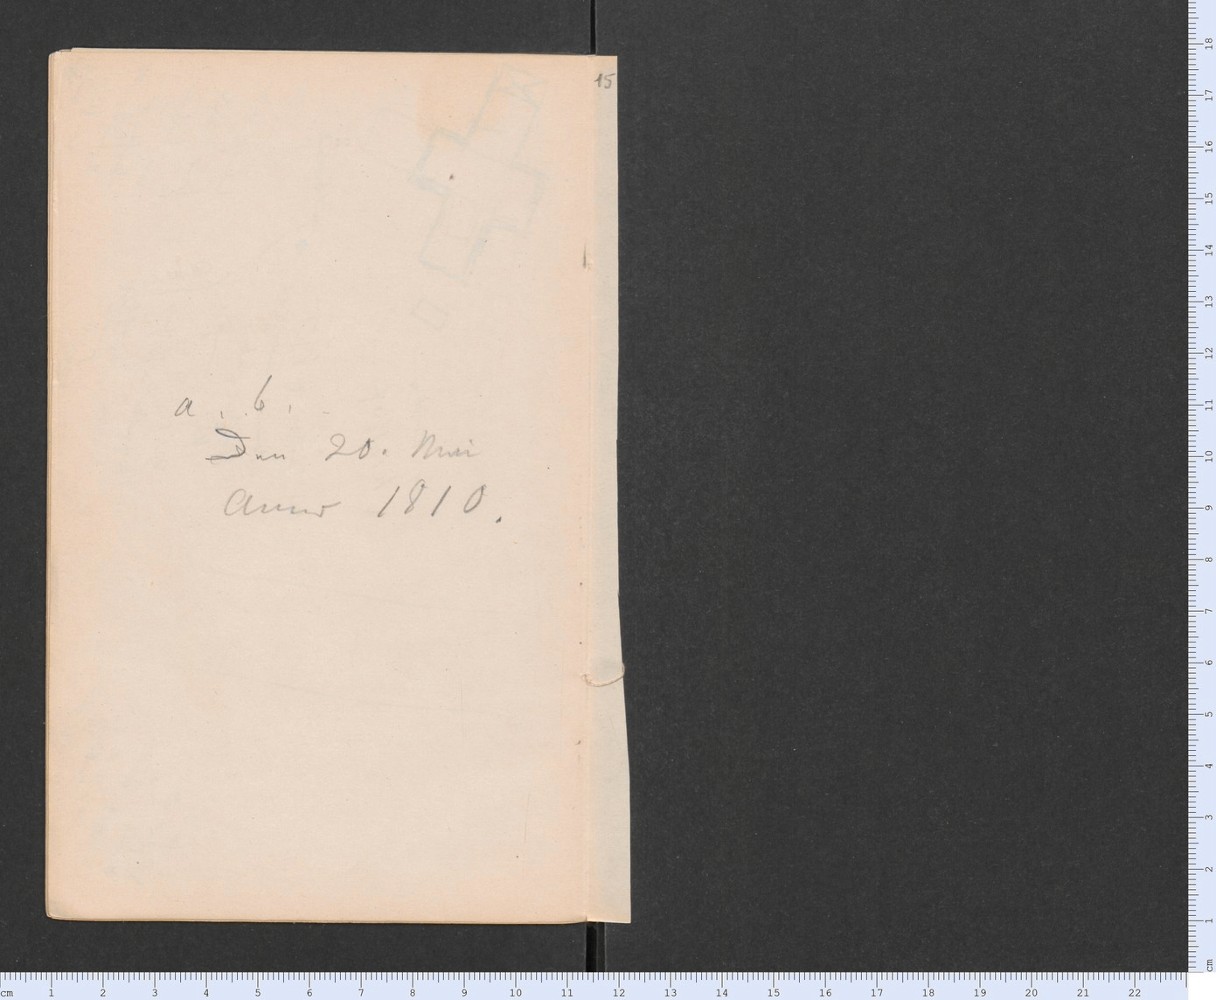 15
a. b.
Den 20. Mai
Anno 1810.